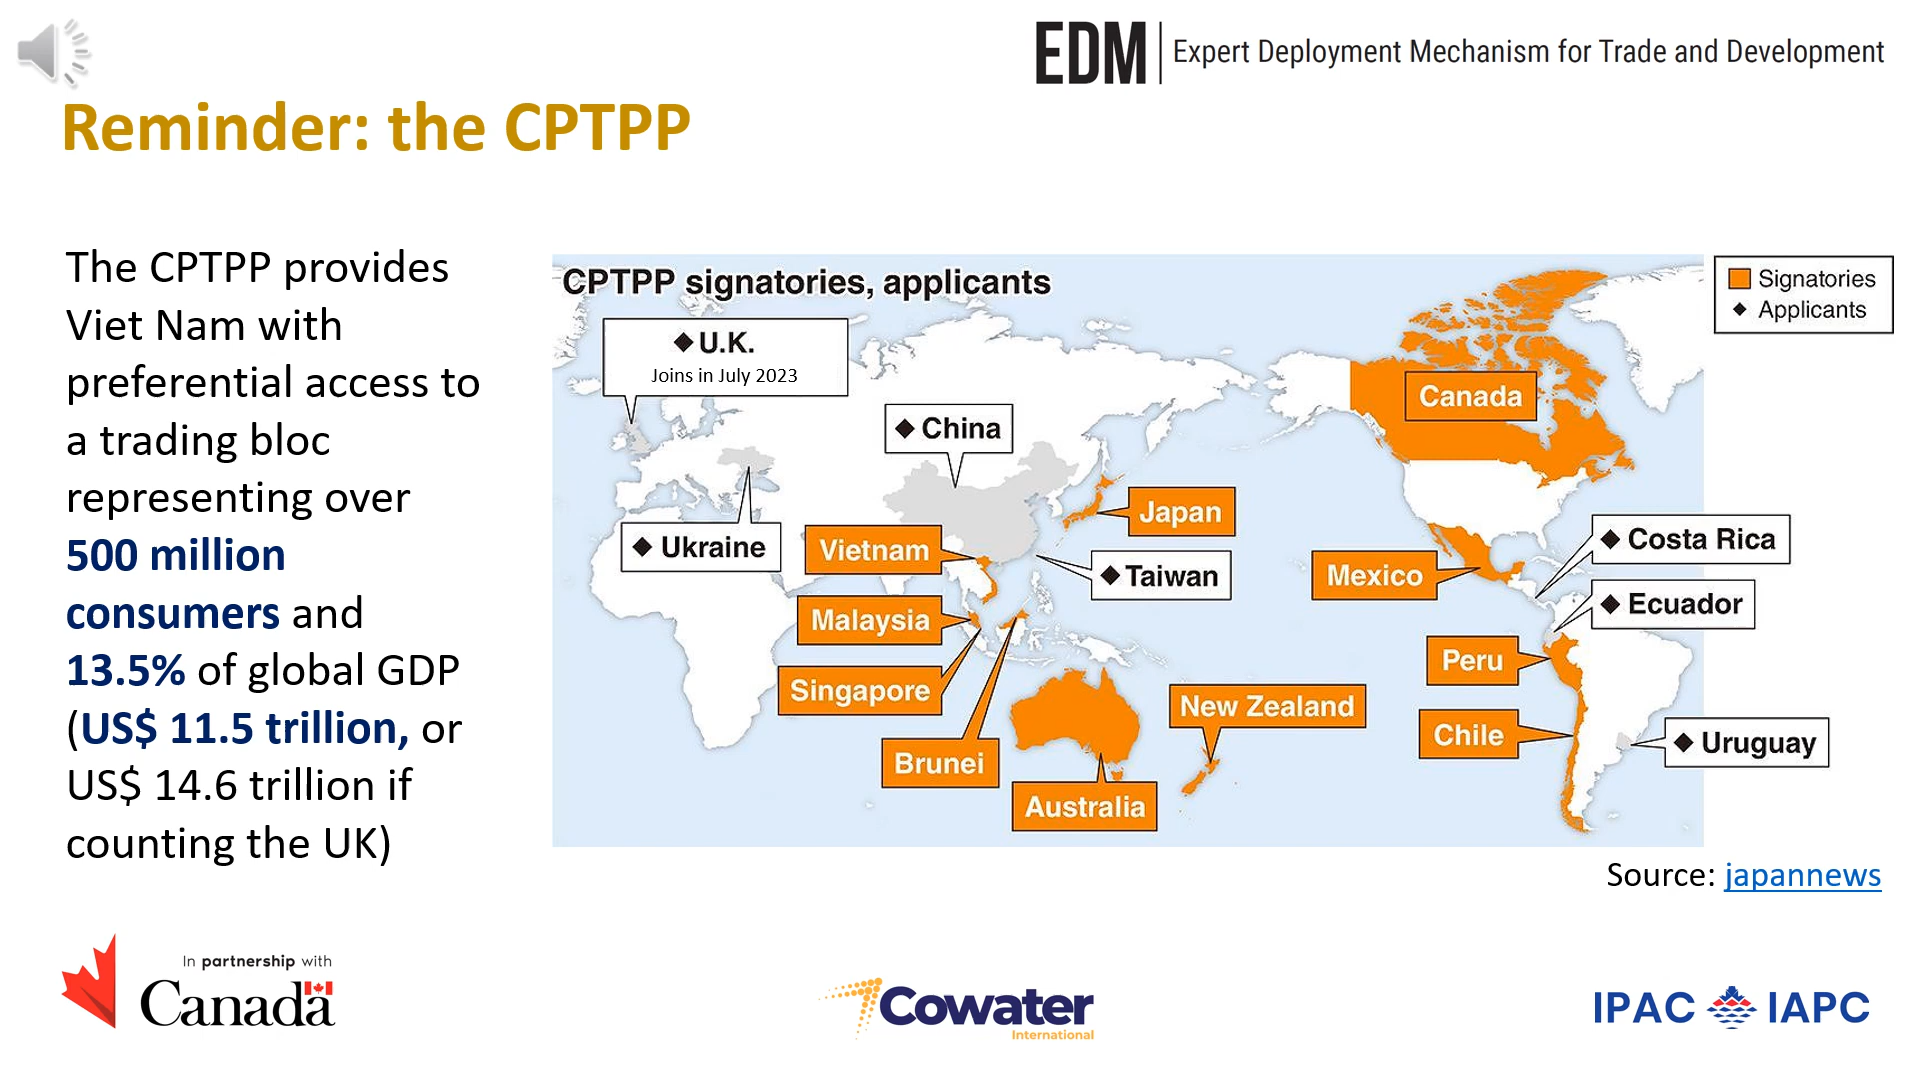 EDM | Expert Deployment Mechanism for Trade and Development
Reminder: the CPTPP
The CPTPP provides
Viet Nam with
preferential access to
a trading bloc
representing over
500 million
consumers and
13.5% of global GDP
(US$ 11.5 trillion, or
US$ 14.6 trillion if
counting the UK)
CPTPP signatories, applicants
Signatories
◆ Applicants
◆ U.K.
Joins in July 2023
◆ China
Canada
Japan
◆ Ukraine
Vietnam
◆ Taiwan
Mexico
◆ Costa Rica
◆ Ecuador
Malaysia
Peru
Singapore
New Zealand
Chile
◆ Uruguay
Brunei
Australia
Source: japannews
In partnership with
Canada
Cowater
International
IPAC IAPC